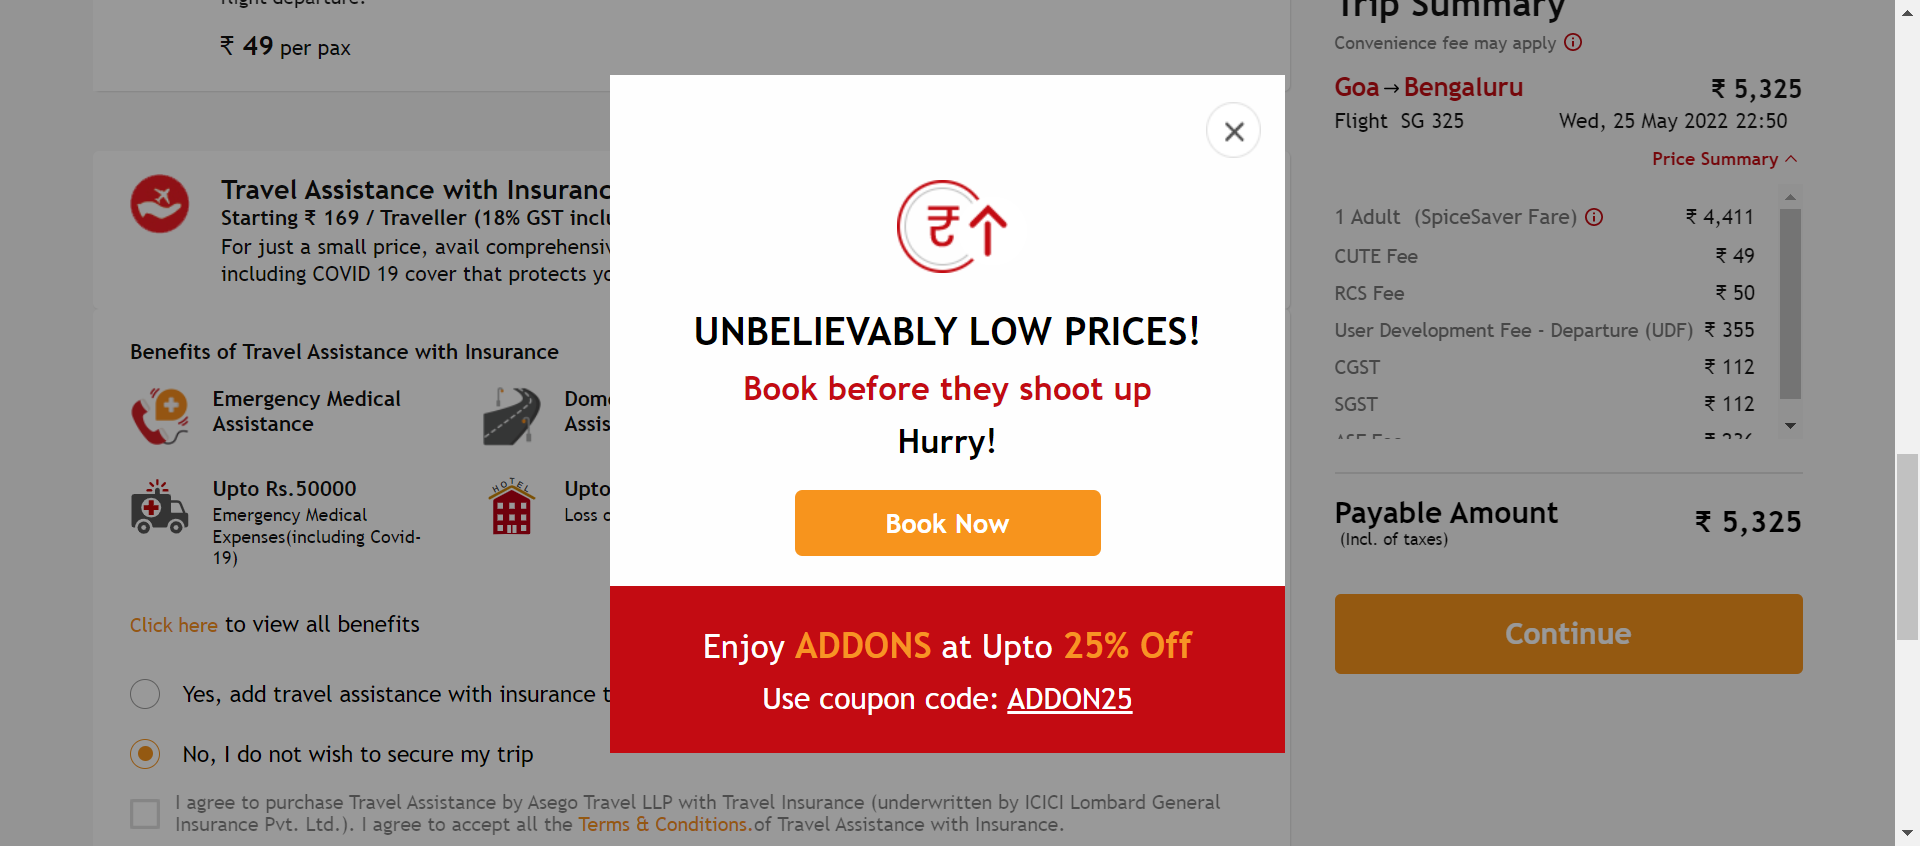 ₹ 49 per pax
Travel Assistance with Insuranc
Starting ₹ 169 / Traveller (18% GST inclu
For just a small price, avail comprehensiv
including COVID 19 cover that protects yo
Benefits of Travel Assistance with Insurance
Emergency Medical
Assistance
Dom
Assis
Upto Rs.50000
Emergency Medical
Expenses(including Covid-
19)
HOTEL
Upto
Loss o
Click here to view all benefits
Yes, add travel assistance with insurance t
No, I do not wish to secure my trip
I agree to purchase Travel Assistance by Asego Travel LLP with Travel Insurance (underwritten by ICICI Lombard General
Insurance Pvt. Ltd.). I agree to accept all the Terms & Conditions.of Travel Assistance with Insurance.
₹
UNBELIEVABLY LOW PRICES!
Book before they shoot up
Hurry!
Book Now
Enjoy ADDONS at Upto 25% Off
Use coupon code: ADDON25
Trip Summary
Convenience fee may apply
Goa→Bengaluru ₹ 5,325
Flight SG 325 Wed, 25 May 2022 22:50
Price Summary
1 Adult (SpiceSaver Fare) ₹ 4,411
CUTE Fee ₹ 49
RCS Fee ₹ 50
User Development Fee - Departure (UDF) ₹ 355
CGST ₹ 112
SGST ₹ 112
Payable Amount ₹ 5,325
(Incl. of taxes)
Continue